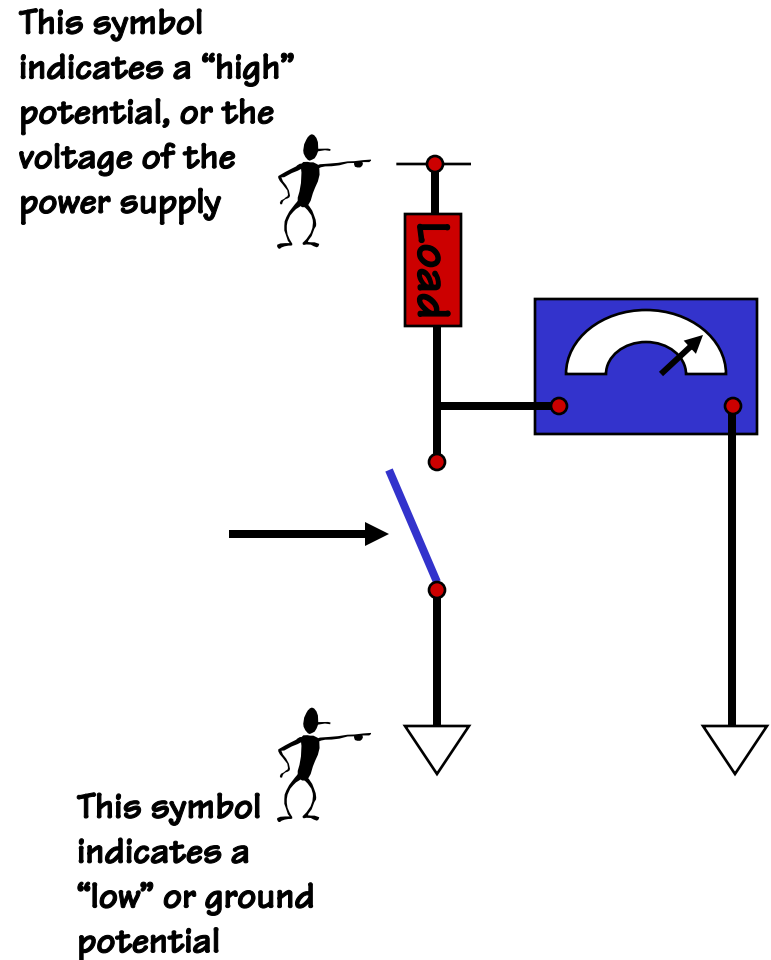 This symbol
indicates a “high”
potential, or the
voltage of the
power supply
Load
This symbol
indicates a
“low” or ground
potential